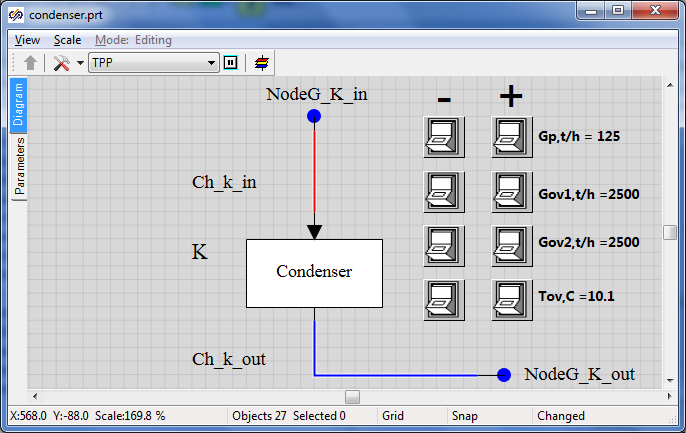 condenser.prt
View Scale Mode: Editing
TPP
Diagram
Parameters
NodeG_K_in
- +
Gp,t/h = 125
Ch_k_in
Gov1,t/h =2500
K
Gov2,t/h =2500
Condenser
Tov,C =10.1
Ch_k_out
NodeG_K_out
X:568.0 Y:-88.0 Scale:169.8 % Objects 27 Selected 0 Grid Snap Changed